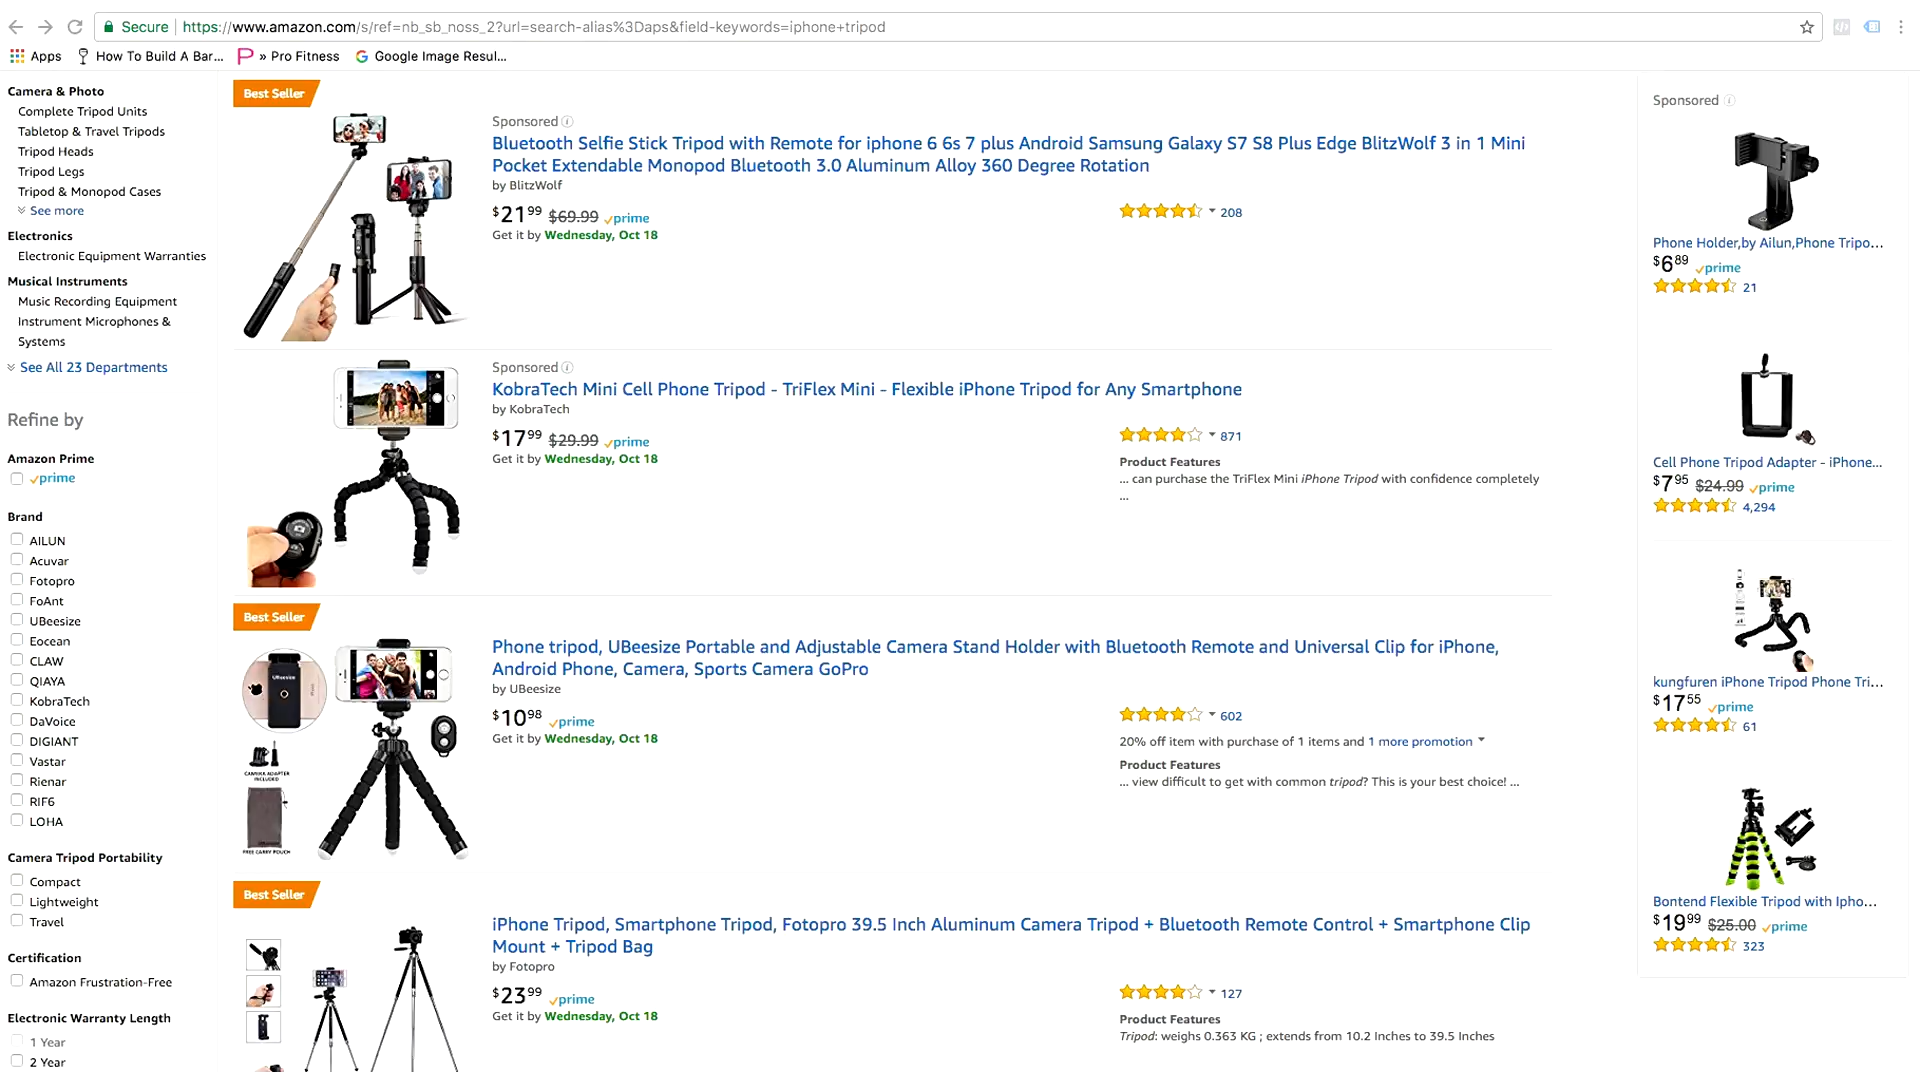 Secure
https://www.amazon.com/s/ref=nb_sb_noss_2?url=search-alias%3Daps&field-keywords=iphone+tripod
Apps
How To Build A Bar...
» Pro Fitness
Google Image Resul...
Camera & Photo
Complete Tripod Units
Tabletop & Travel Tripods
Tripod Heads
Tripod Legs
Tripod & Monopod Cases
See more
Electronics
Electronic Equipment Warranties
Musical Instruments
Music Recording Equipment
Instrument Microphones &
Systems
See All 23 Departments
Refine by
Amazon Prime
prime
Brand
AILUN
Acuvar
Fotopro
FoAnt
UBeesize
Eocean
CLAW
QIAYA
KobraTech
DaVoice
DIGIANT
Vastar
Rienar
RIF6
LOHA
Camera Tripod Portability
Compact
Lightweight
Travel
Certification
Amazon Frustration-Free
Electronic Warranty Length
1 Year
2 Year
Best Seller
Sponsored
Bluetooth Selfie Stick Tripod with Remote for iphone 6 6s 7 plus Android Samsung Galaxy S7 S8 Plus Edge BlitzWolf 3 in 1 Mini
Pocket Extendable Monopod Bluetooth 3.0 Aluminum Alloy 360 Degree Rotation
by BlitzWolf
$21 99 $69.99 prime
Get it by Wednesday, Oct 18
208
Sponsored
KobraTech Mini Cell Phone Tripod - TriFlex Mini - Flexible iPhone Tripod for Any Smartphone
by KobraTech
$17 99 $29.99 prime
Get it by Wednesday, Oct 18
871
Product Features
... can purchase the TriFlex Mini iPhone Tripod with confidence completely
...
Best Seller
UBeesize
CAMERA ADAPTER
INCLUDED
FREE CARRY POUCH
Phone tripod, UBeesize Portable and Adjustable Camera Stand Holder with Bluetooth Remote and Universal Clip for iPhone,
Android Phone, Camera, Sports Camera GoPro
by UBeesize
$10 98 prime
Get it by Wednesday, Oct 18
602
20% off item with purchase of 1 items and 1 more promotion
Product Features
... view difficult to get with common tripod? This is your best choice! ...
Best Seller
iPhone Tripod, Smartphone Tripod, Fotopro 39.5 Inch Aluminum Camera Tripod + Bluetooth Remote Control + Smartphone Clip
Mount + Tripod Bag
by Fotopro
$23 99 prime
Get it by Wednesday, Oct 18
127
Product Features
Tripod: weighs 0.363 KG ; extends from 10.2 Inches to 39.5 Inches
Sponsored
Phone Holder,by Ailun,Phone Tripo...
$6 89 prime
21
Cell Phone Tripod Adapter - iPhone...
$7 95 $24.99 prime
4,294
kungfuren iPhone Tripod Phone Tri...
$17 55 prime
61
Bontend Flexible Tripod with Ipho...
$19 99 $25.00 prime
323